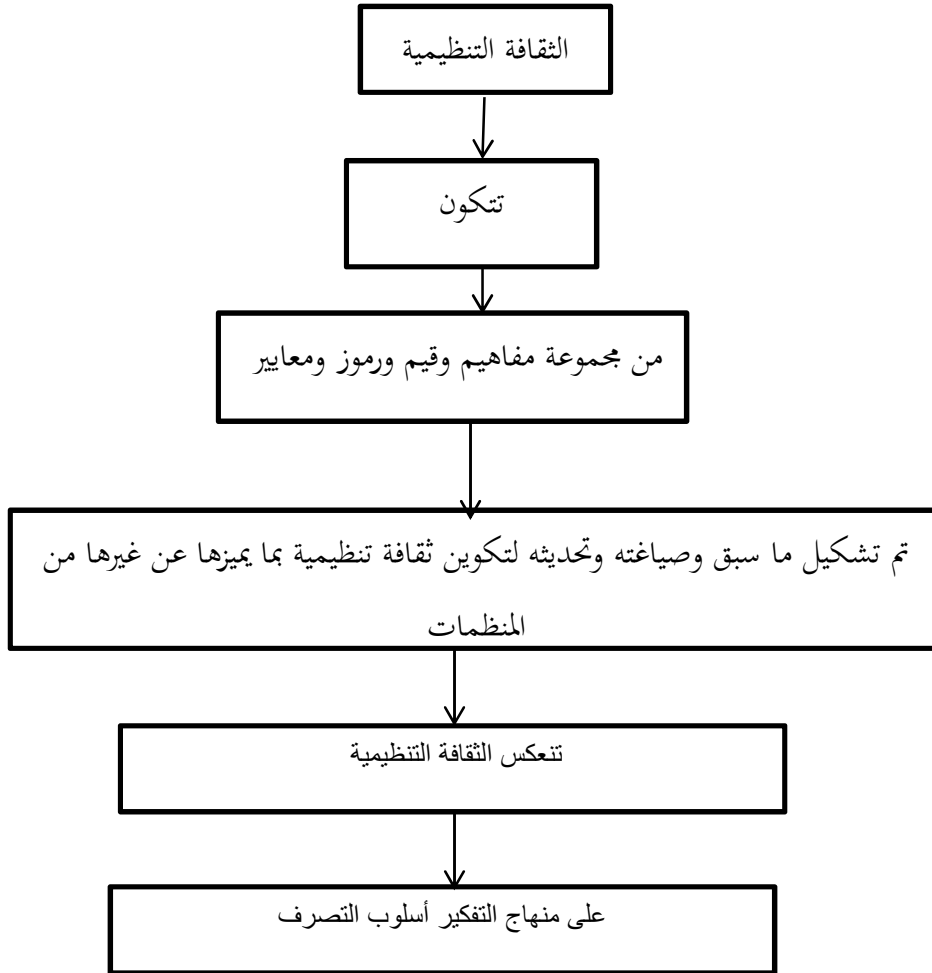 الثقافة التنظيمية
تتكون
من مجموعة مفاهيم وقيم ورموز ومعايير
تم تشكيل ما سبق وصياغته وتحديثه لتكوين ثقافة تنظيمية بما يميزها عن غيرها من
المنظمات
تنعكس الثقافة التنظيمية
على منهاج التفكير أسلوب التصرف